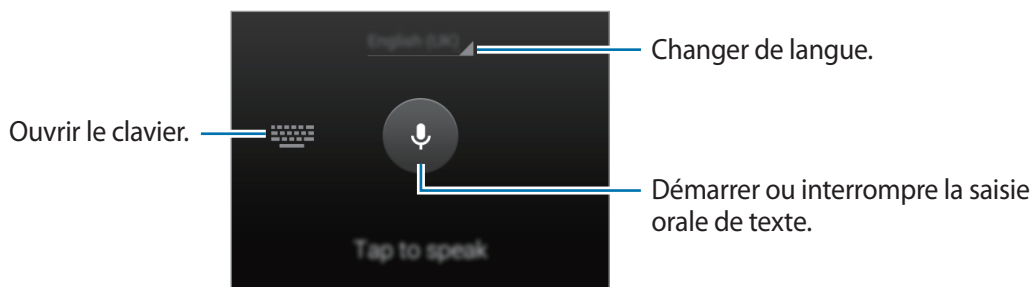 English (UK)
Changer de langue.
Ouvrir le clavier.
Démarrer ou interrompre la saisie
orale de texte.
Tap to speak